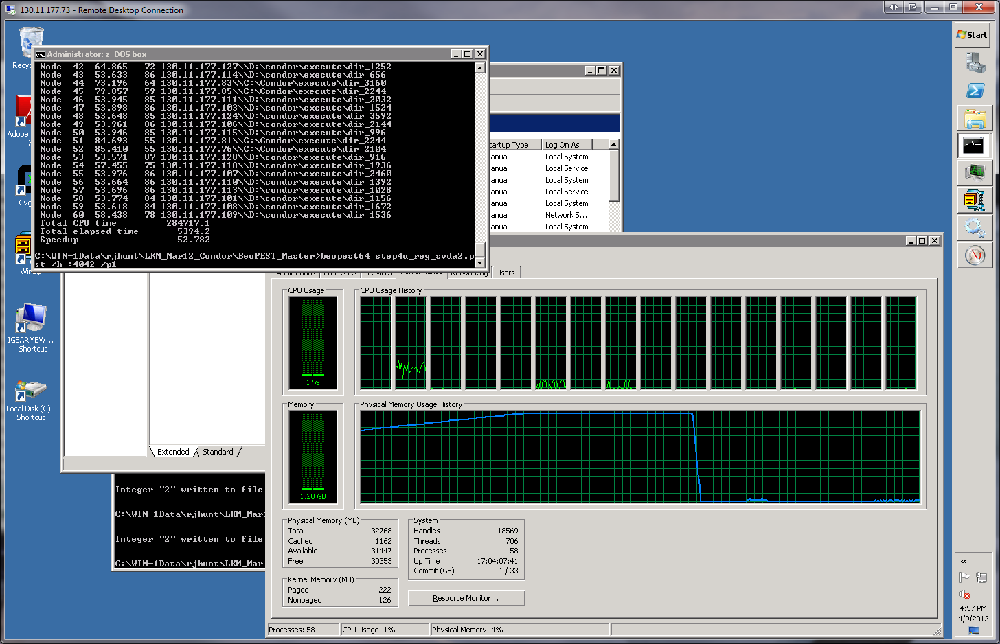 130.11.177.73 - Remote Desktop Connection
Administrator: z_DOS box
Node 42 64.865 72 130.11.177.127\\D:\condor\execute\dir_1252
Node 43 53.633 86 130.11.177.114\\D:\condor\execute\dir_656
Node 44 73.196 64 130.11.177.83\\C:\Condor\execute\dir_3160
Node 45 79.857 59 130.11.177.85\\C:\Condor\execute\dir_2244
Node 46 53.945 85 130.11.177.111\\D:\condor\execute\dir_2032
Node 47 53.898 86 130.11.177.103\\D:\condor\execute\dir_1524
Node 48 53.648 85 130.11.177.124\\D:\condor\execute\dir_3592
Node 49 53.961 86 130.11.177.106\\D:\condor\execute\dir_2144
Node 50 53.946 85 130.11.177.115\\D:\condor\execute\dir_996
Node 51 84.693 55 130.11.177.81\\C:\Condor\execute\dir_2244
Node 52 85.410 55 130.11.177.76\\C:\Condor\execute\dir_2104
Node 53 53.571 87 130.11.177.128\\D:\condor\execute\dir_916
Node 54 57.455 75 130.11.177.118\\D:\condor\execute\dir_1936
Node 55 53.976 86 130.11.177.107\\D:\condor\execute\dir_2460
Node 56 53.664 86 130.11.177.110\\D:\condor\execute\dir_1392
Node 57 53.696 86 130.11.177.113\\D:\condor\execute\dir_1028
Node 58 53.774 84 130.11.177.101\\D:\condor\execute\dir_1156
Node 59 53.618 84 130.11.177.108\\D:\condor\execute\dir_1672
Node 60 58.438 78 130.11.177.109\\D:\condor\execute\dir_1536
Total CPU time 284717.1
Total elapsed time 5394.2
Speedup 52.782
C:\WIN-1Data\rjhunt\LKM_Mar12_Condor\BeoPEST_Master>beopest64 step4u_reg_svda2.p
st /h :4042 /p1
Recyc
Adobe
X
Cyg
WinZip
IGSARMEW...
- Shortcut
Local Disk (C) -
Shortcut
tartup Type Log On As
lanual Local System
lanual Local Service
lanual Local System
lanual Local Service
lanual Local System
lanual Network S...
lanual Local System
Applications Processes Services Performance Networking Users
CPU Usage
1 %
CPU Usage History
Memory
1.28 GB
Physical Memory Usage History
Physical Memory (MB)
Total 32768
Cached 1162
Available 31447
Free 30353
Kernel Memory (MB)
Paged 222
Nonpaged 126
System
Handles 18569
Threads 706
Processes 58
Up Time 17:04:07:41
Commit (GB) 1 / 33
Resource Monitor...
Processes: 58 CPU Usage: 1% Physical Memory: 4%
Extended Standard
Integer "2" written to file
C:\WIN-1Data\rjhunt\LKM_Mar
Integer "2" written to file
C:\WIN-1Data\rjhunt\LKM_Mar
Start
C:\_
«
4:57 PM
4/9/2012